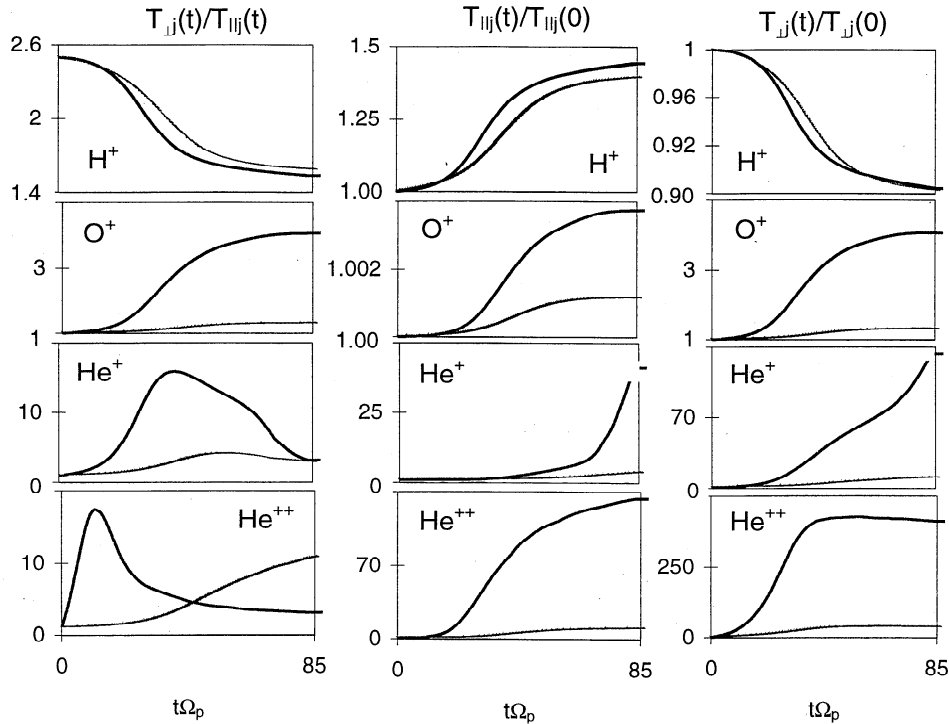 T⊥j(t)/T||j(t) T||j(t)/T||j(0) T⊥j(t)/T⊥j(0)
2.6
2
1.4
H+
1.5
1.25
1.00
H+
1
0.96
0.92
0.90
H+
O+
3
1
O+
1.002
1.00
O+
3
1
He+
10
0
He+
25
0
He+
70
0
He++
10
0
He++
70
0
He++
250
0
0 85 0 85 0 85
tΩp tΩp tΩp